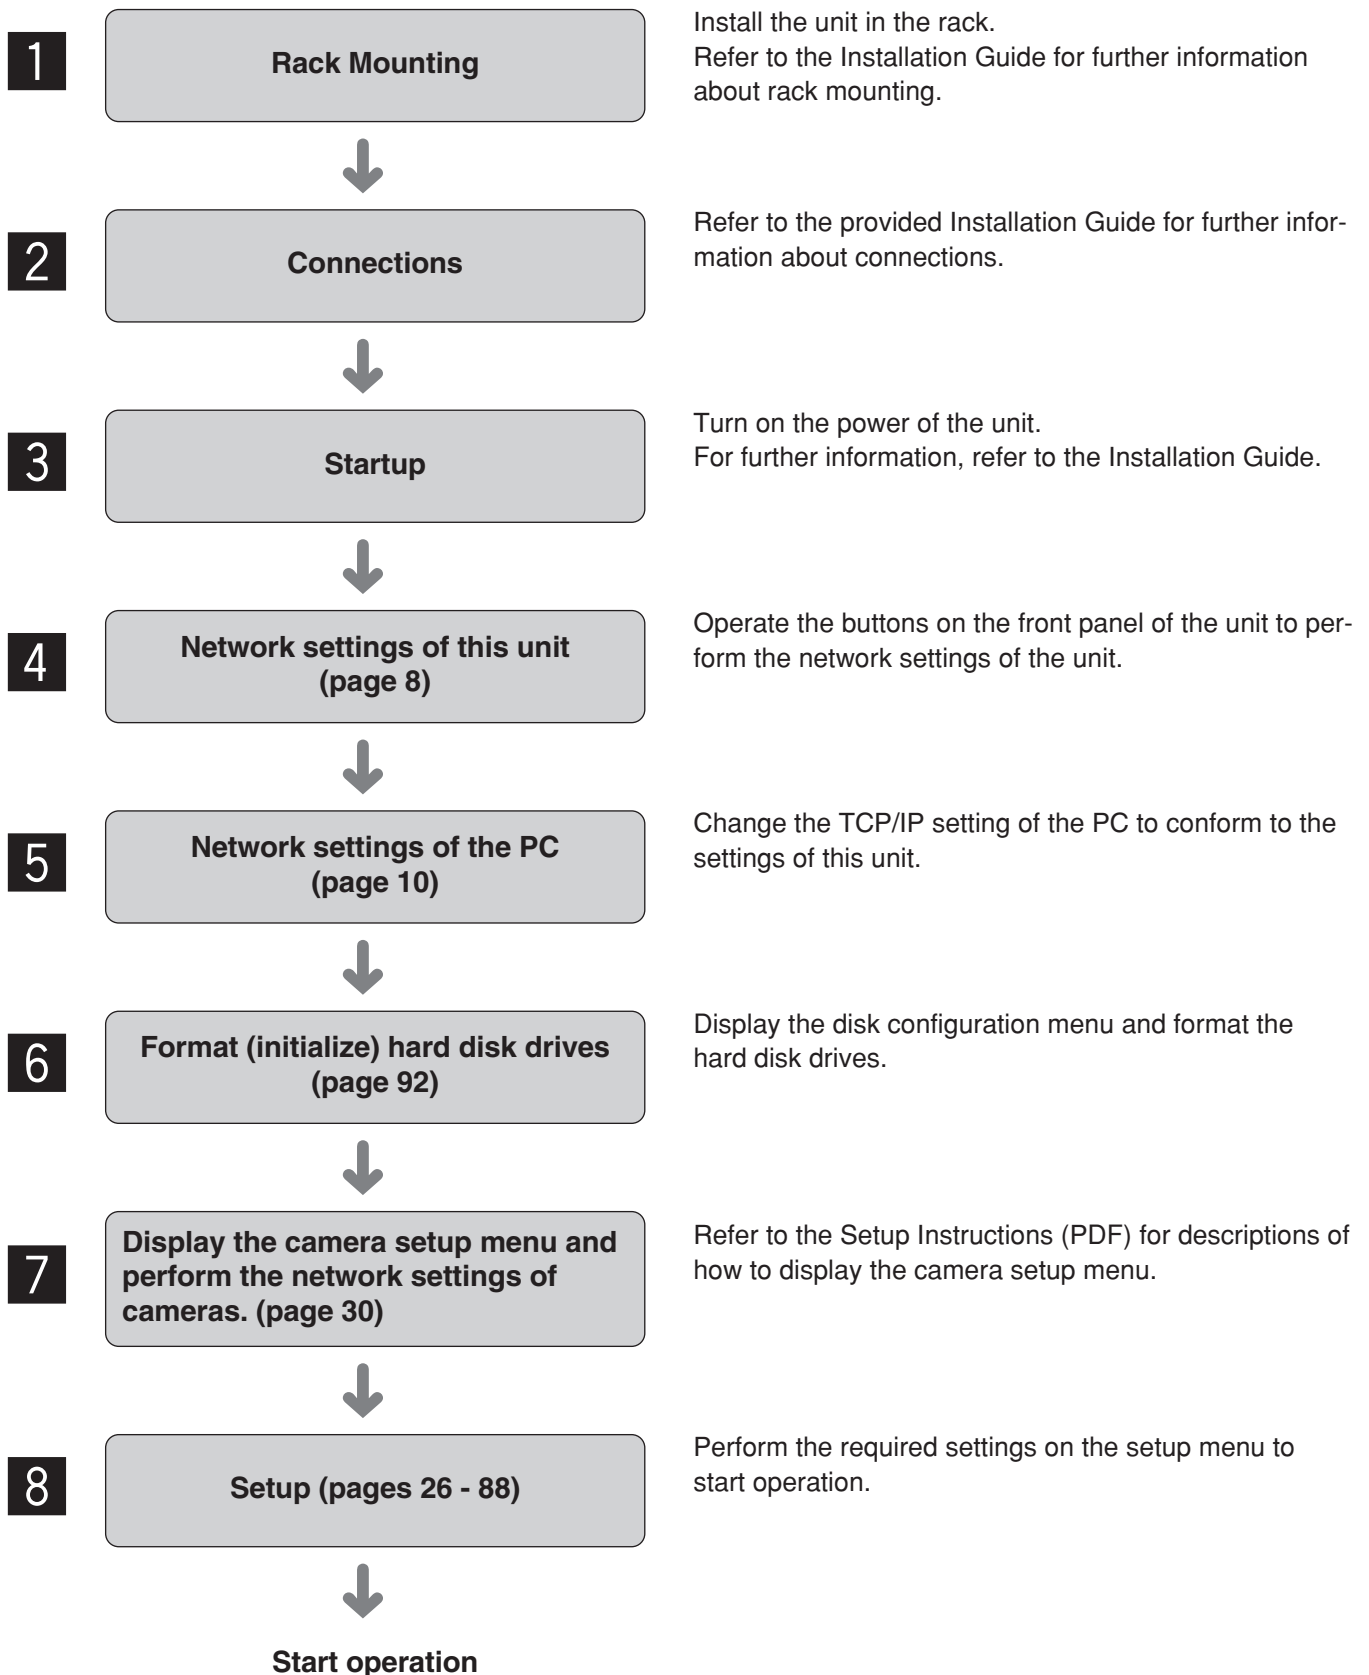 1
Rack Mounting
Install the unit in the rack.
Refer to the Installation Guide for further information
about rack mounting.
2
Connections
Refer to the provided Installation Guide for further infor-
mation about connections.
3
Startup
Turn on the power of the unit.
For further information, refer to the Installation Guide.
4
Network settings of this unit
(page 8)
Operate the buttons on the front panel of the unit to per-
form the network settings of the unit.
5
Network settings of the PC
(page 10)
Change the TCP/IP setting of the PC to conform to the
settings of this unit.
6
Format (initialize) hard disk drives
(page 92)
Display the disk configuration menu and format the
hard disk drives.
7
Display the camera setup menu and
perform the network settings of
cameras. (page 30)
Refer to the Setup Instructions (PDF) for descriptions of
how to display the camera setup menu.
8
Setup (pages 26 - 88)
Perform the required settings on the setup menu to
start operation.
Start operation